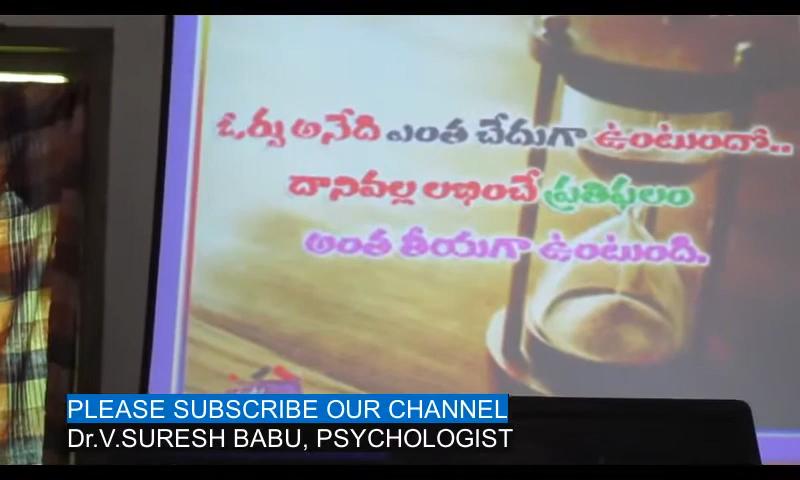 ఓర్పు అనేది ఎంత చేదుగా ఉంటుందో..
దానివల్ల లభించే ప్రతిఫలం
అంత తీయగా ఉంటుంది.
PLEASE SUBSCRIBE OUR CHANNEL
Dr.V.SURESH BABU, PSYCHOLOGIST